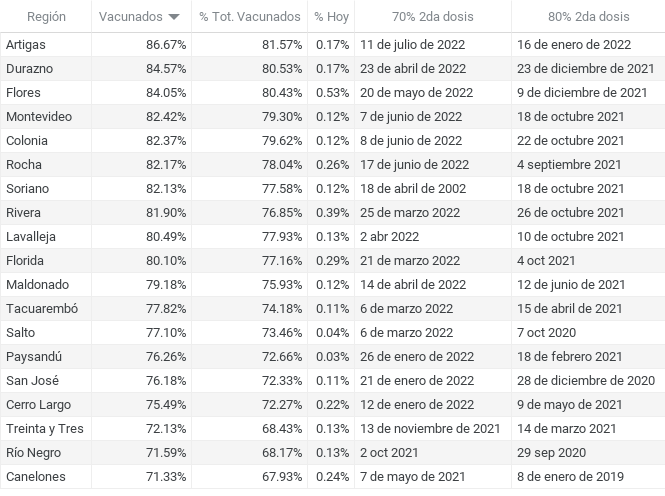 Región Vacunados % Tot. Vacunados % Hoy 70% 2da dosis 80% 2da dosis
Artigas 86.67% 81.57% 0.17% 11 de julio de 2022 16 de enero de 2022
Durazno 84.57% 80.53% 0.17% 23 de abril de 2022 23 de diciembre de 2021
Flores 84.05% 80.43% 0.53% 20 de mayo de 2022 9 de diciembre de 2021
Montevideo 82.42% 79.30% 0.12% 7 de junio de 2022 18 de octubre 2021
Colonia 82.37% 79.62% 0.12% 8 de junio de 2022 22 de octubre 2021
Rocha 82.17% 78.04% 0.26% 17 de junio de 2022 4 septiembre 2021
Soriano 82.13% 77.58% 0.12% 18 de abril de 2002 18 de octubre 2021
Rivera 81.90% 76.85% 0.39% 25 de marzo 2022 26 de octubre 2021
Lavalleja 80.49% 77.93% 0.13% 2 abr 2022 10 de octubre 2021
Florida 80.10% 77.16% 0.29% 21 de marzo 2022 4 oct 2021
Maldonado 79.18% 75.93% 0.12% 14 de abril de 2022 12 de junio de 2021
Tacuarembó 77.82% 74.18% 0.11% 6 de marzo 2022 15 de abril de 2021
Salto 77.10% 73.46% 0.04% 6 de marzo 2022 7 oct 2020
Paysandú 76.26% 72.66% 0.03% 26 de enero de 2022 18 de febrero 2021
San José 76.18% 72.33% 0.11% 21 de enero de 2022 28 de diciembre de 2020
Cerro Largo 75.49% 72.27% 0.22% 12 de enero de 2022 9 de mayo de 2021
Treinta y Tres 72.13% 68.43% 0.13% 13 de noviembre de 2021 14 de marzo 2021
Río Negro 71.59% 68.17% 0.13% 2 oct 2021 29 sep 2020
Canelones 71.33% 67.93% 0.24% 7 de mayo de 2021 8 de enero de 2019